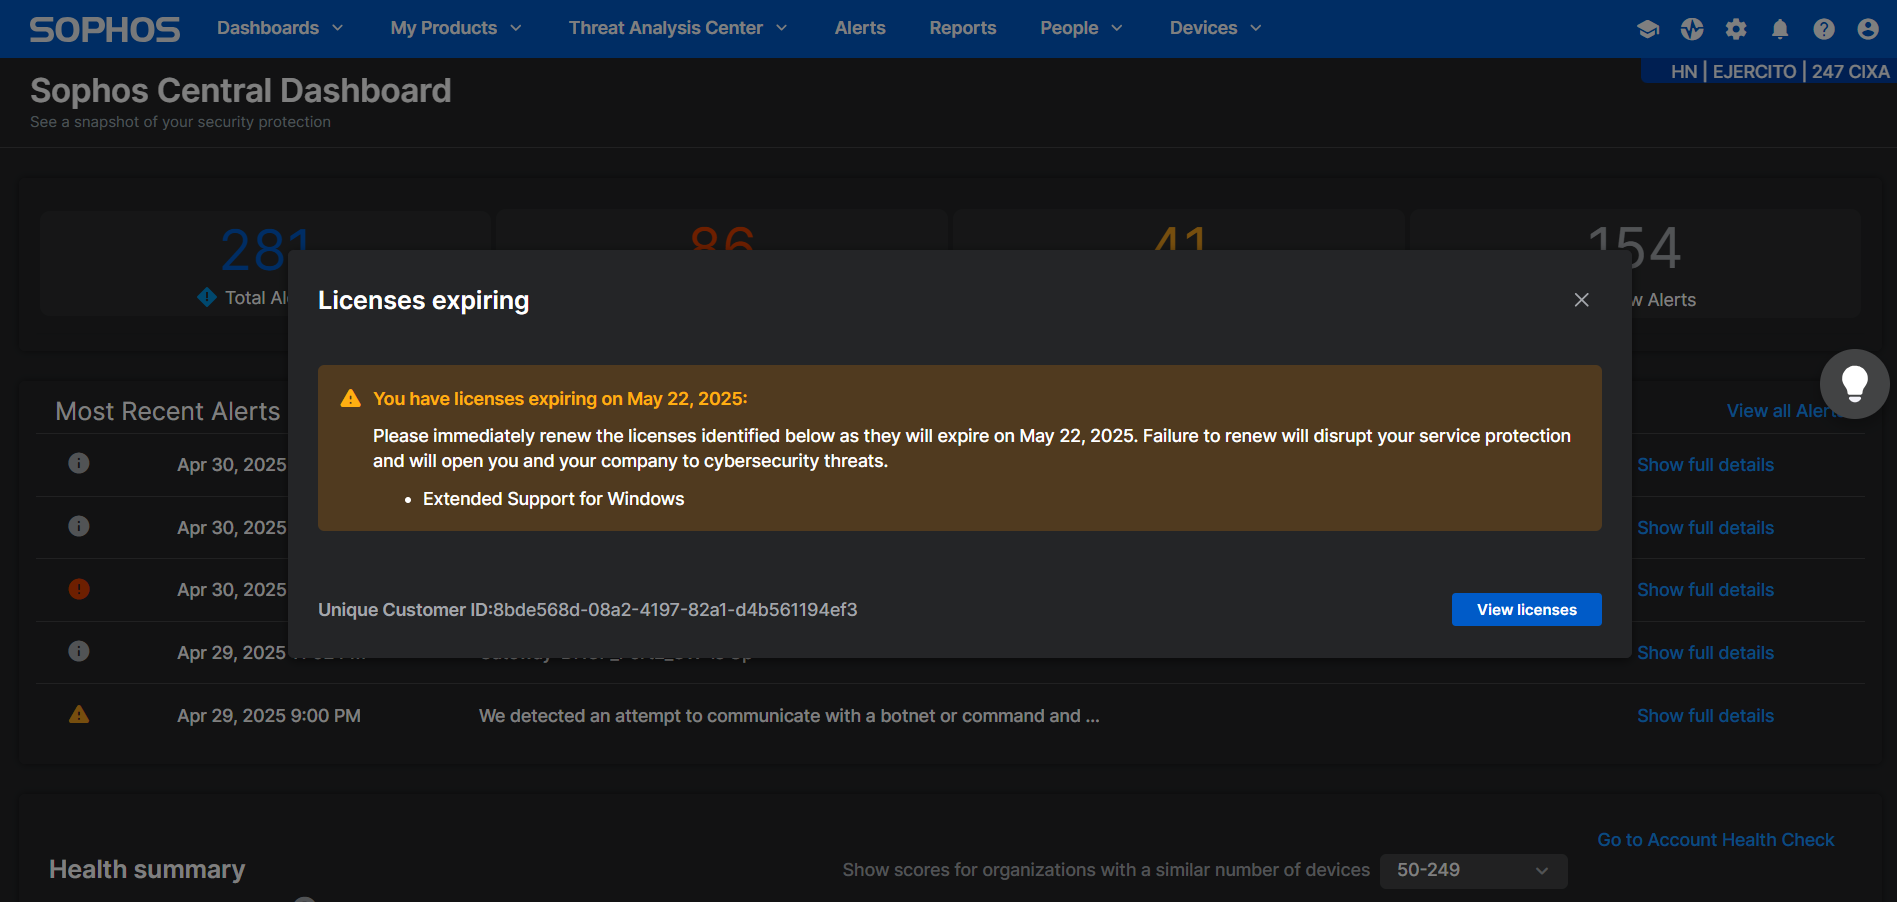 SOPHOS Dashboards My Products Threat Analysis Center Alerts Reports People Devices
HN | EJERCITO | 247 CIXA
Sophos Central Dashboard
See a snapshot of your security protection
281 86 41 154
Total Alerts
Alerts
Licenses expiring
You have licenses expiring on May 22, 2025:
Please immediately renew the licenses identified below as they will expire on May 22, 2025. Failure to renew will disrupt your service protection
and will open you and your company to cybersecurity threats.
• Extended Support for Windows
Unique Customer ID:8bde568d-08a2-4197-82a1-d4b561194ef3
View licenses
Most Recent Alerts View all Alerts
Apr 30, 2025 Show full details
Apr 30, 2025 Show full details
Apr 30, 2025 Show full details
Apr 29, 2025 Show full details
Apr 29, 2025 9:00 PM We detected an attempt to communicate with a botnet or command and ... Show full details
Go to Account Health Check
Health summary Show scores for organizations with a similar number of devices 50-249